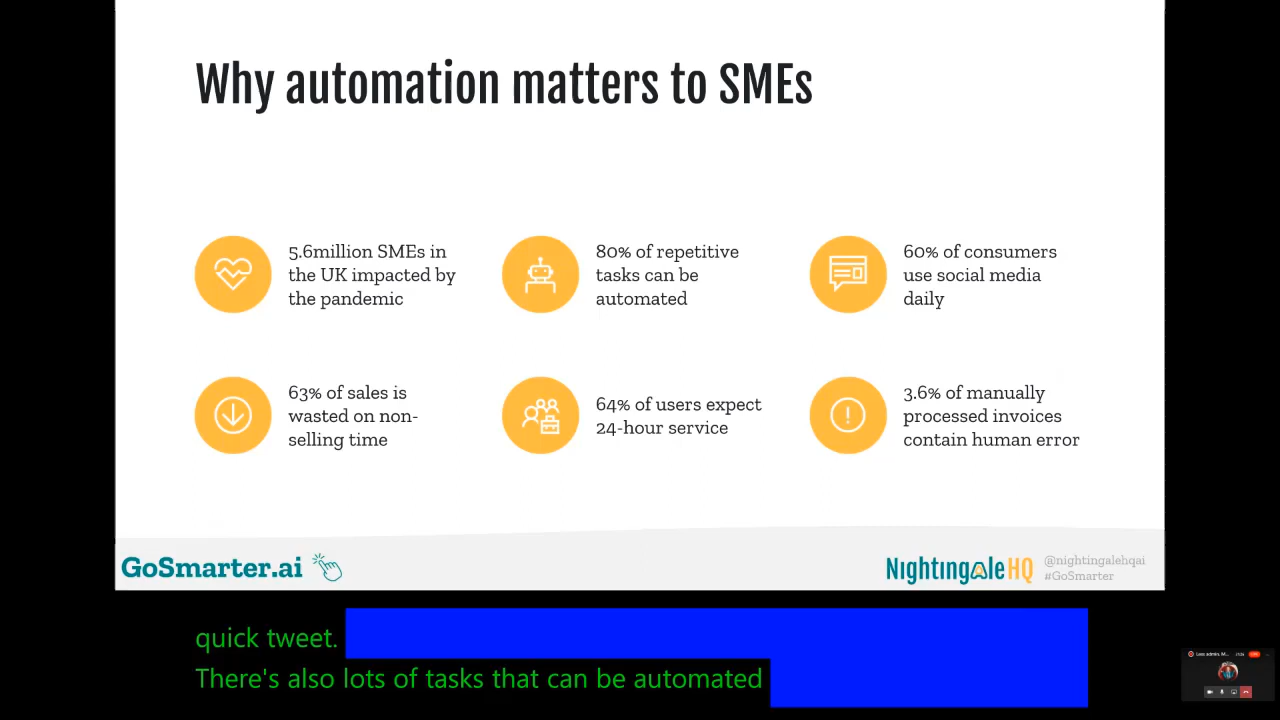 Why automation matters to SMEs
5.6million SMEs in
the UK impacted by
the pandemic
80% of repetitive
tasks can be
automated
60% of consumers
use social media
daily
63% of sales is
wasted on non-
selling time
64% of users expect
24-hour service
3.6% of manually
processed invoices
contain human error
GoSmarter.ai
NightingaleHQ
@nightingalehqai
#GoSmarter
quick tweet.
There's also lots of tasks that can be automated